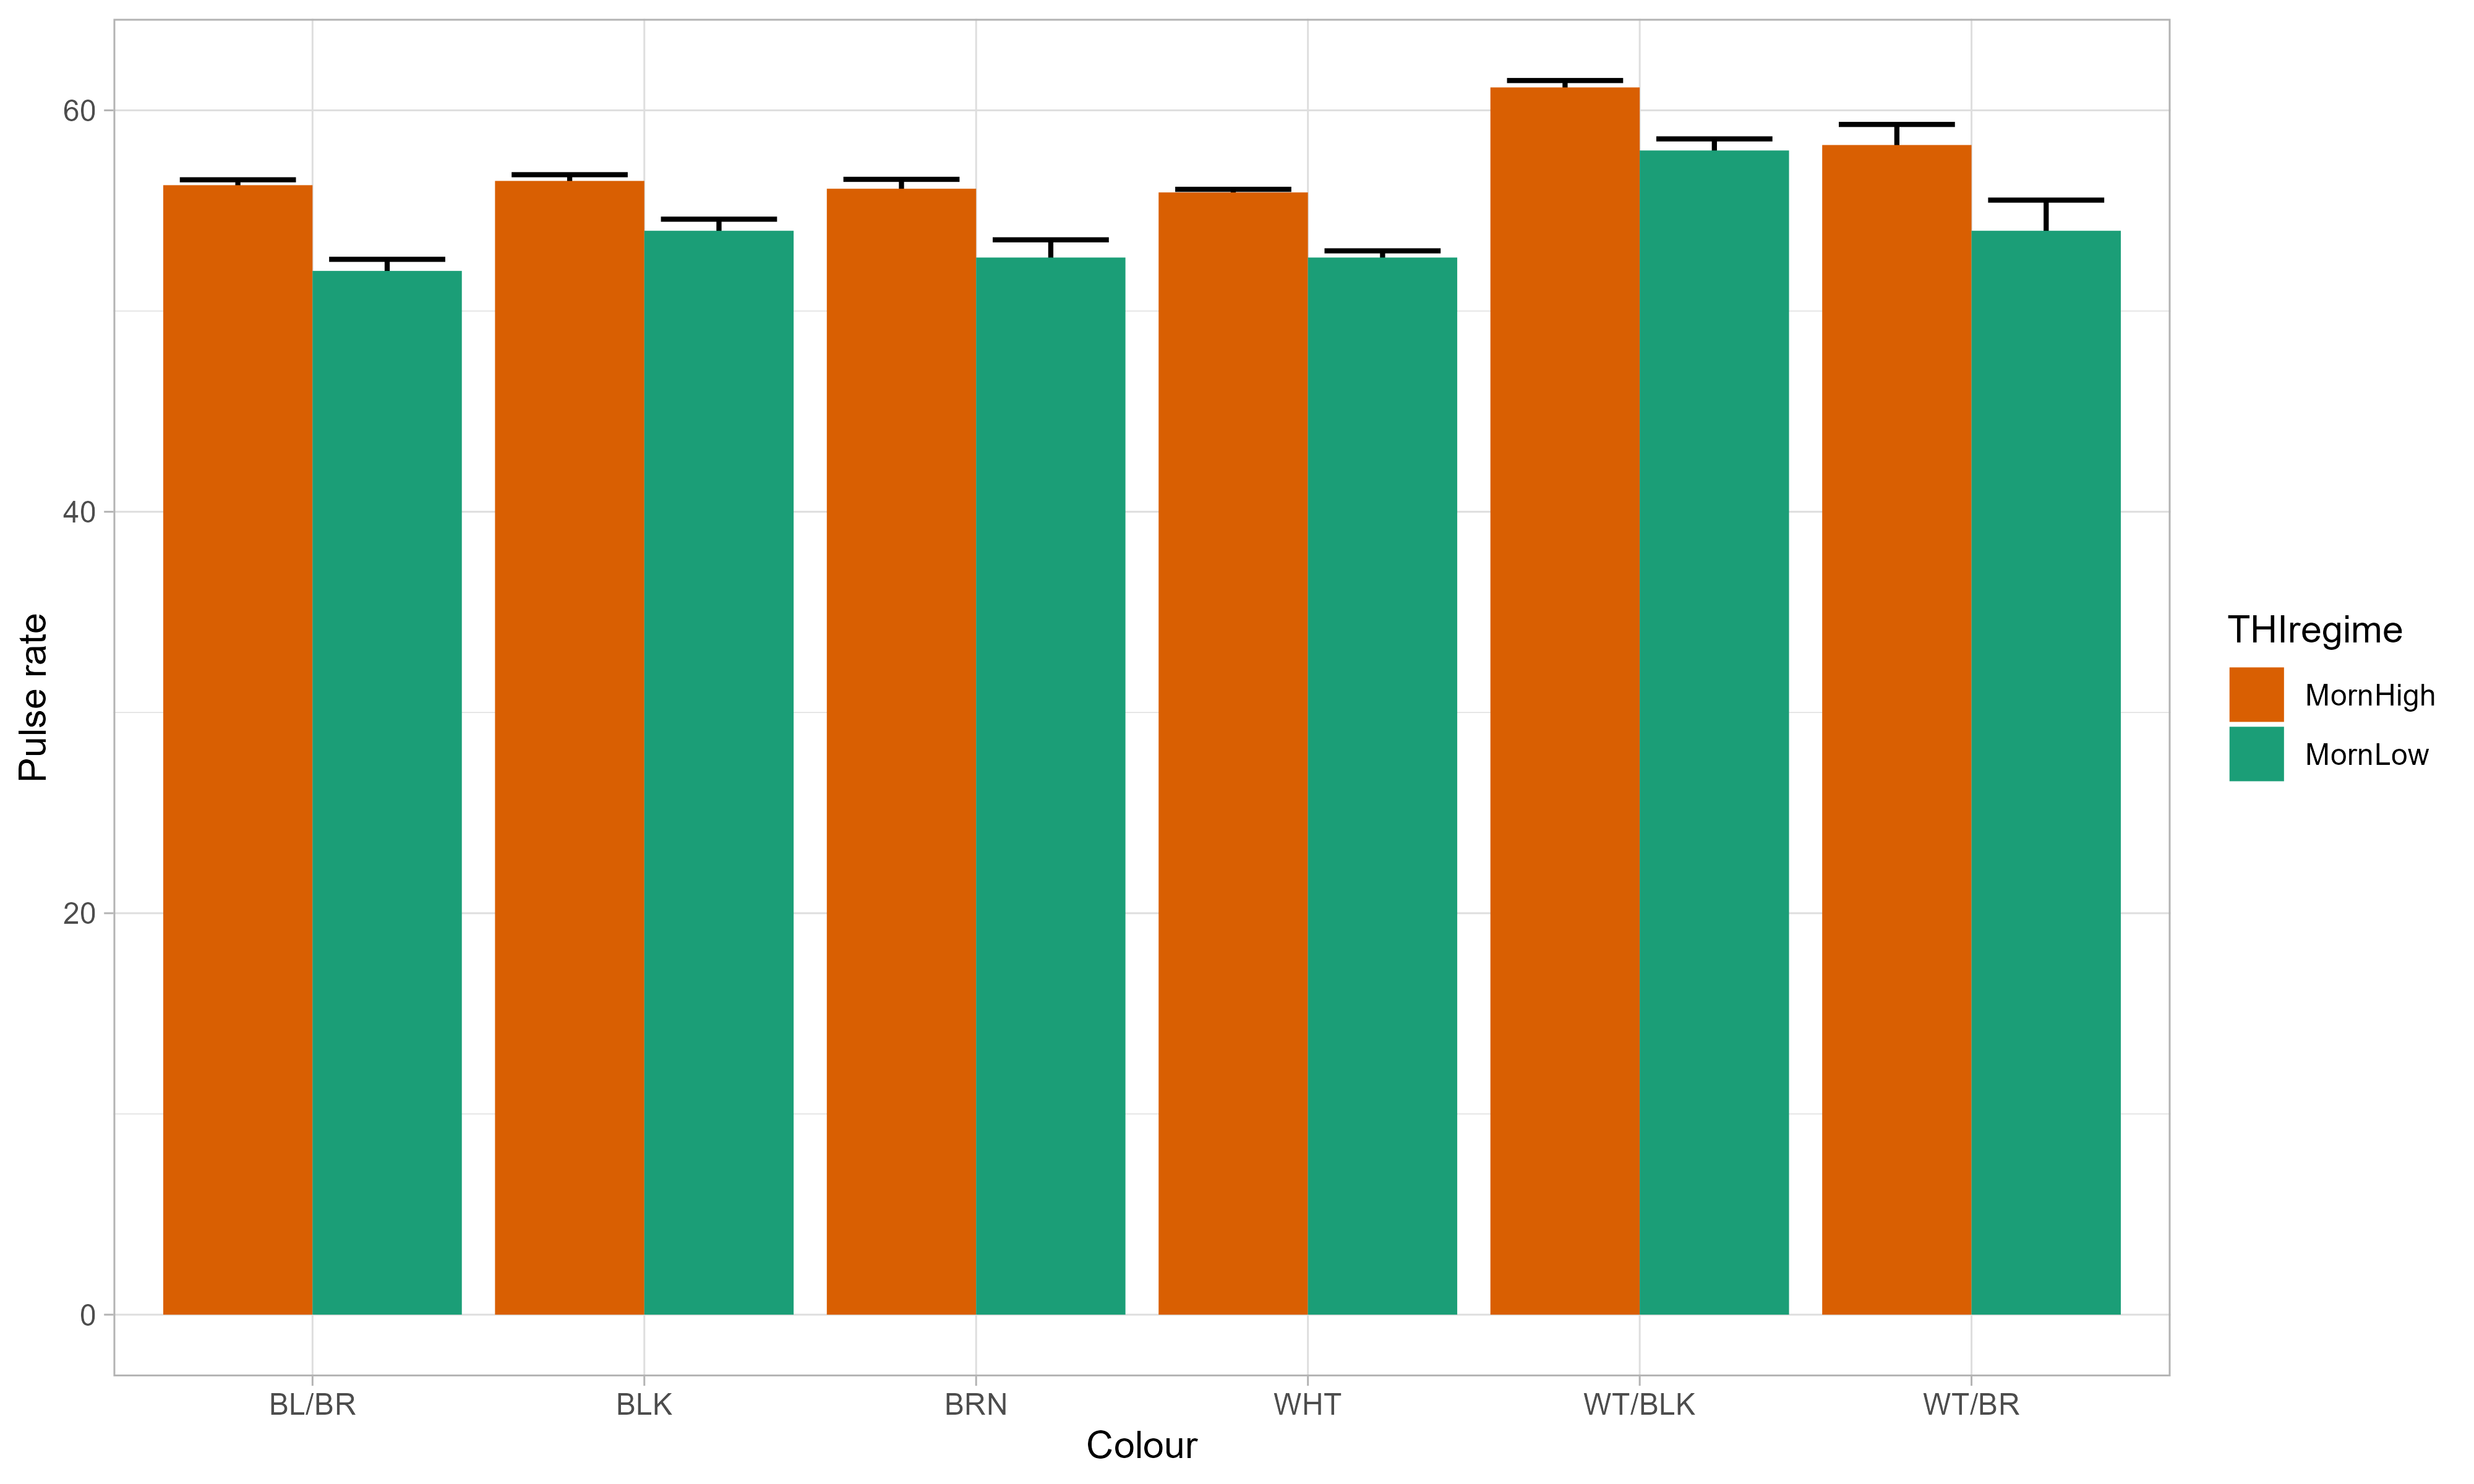 60
40
20
0
Pulse rate
BL/BR BLK BRN WHT WT/BLK WT/BR
Colour
THIregime
MornHigh
MornLow